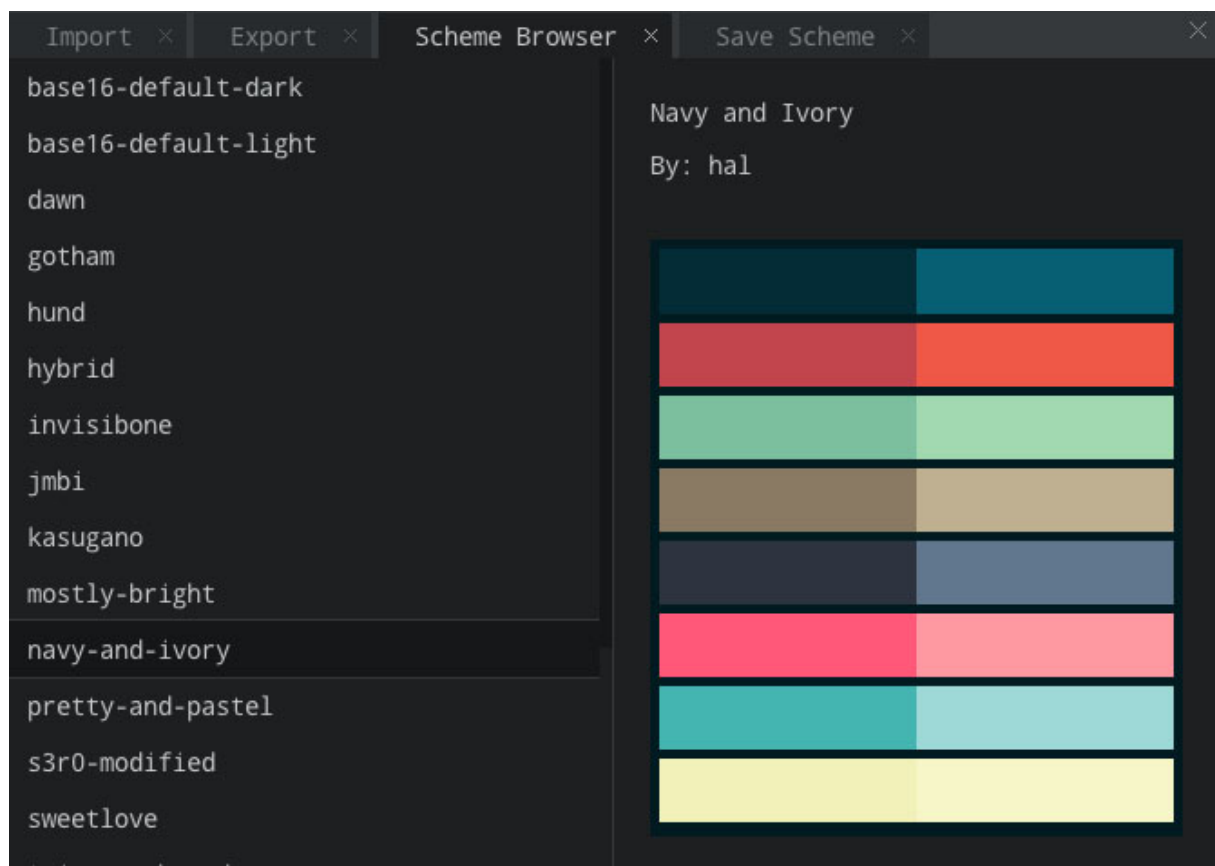 Import × Export × Scheme Browser × Save Scheme × ×
base16-default-dark
base16-default-light
dawn
gotham
hund
hybrid
invisibone
jmbi
kasugano
mostly-bright
navy-and-ivory
pretty-and-pastel
s3r0-modified
sweetlove
Navy and Ivory
By: hal